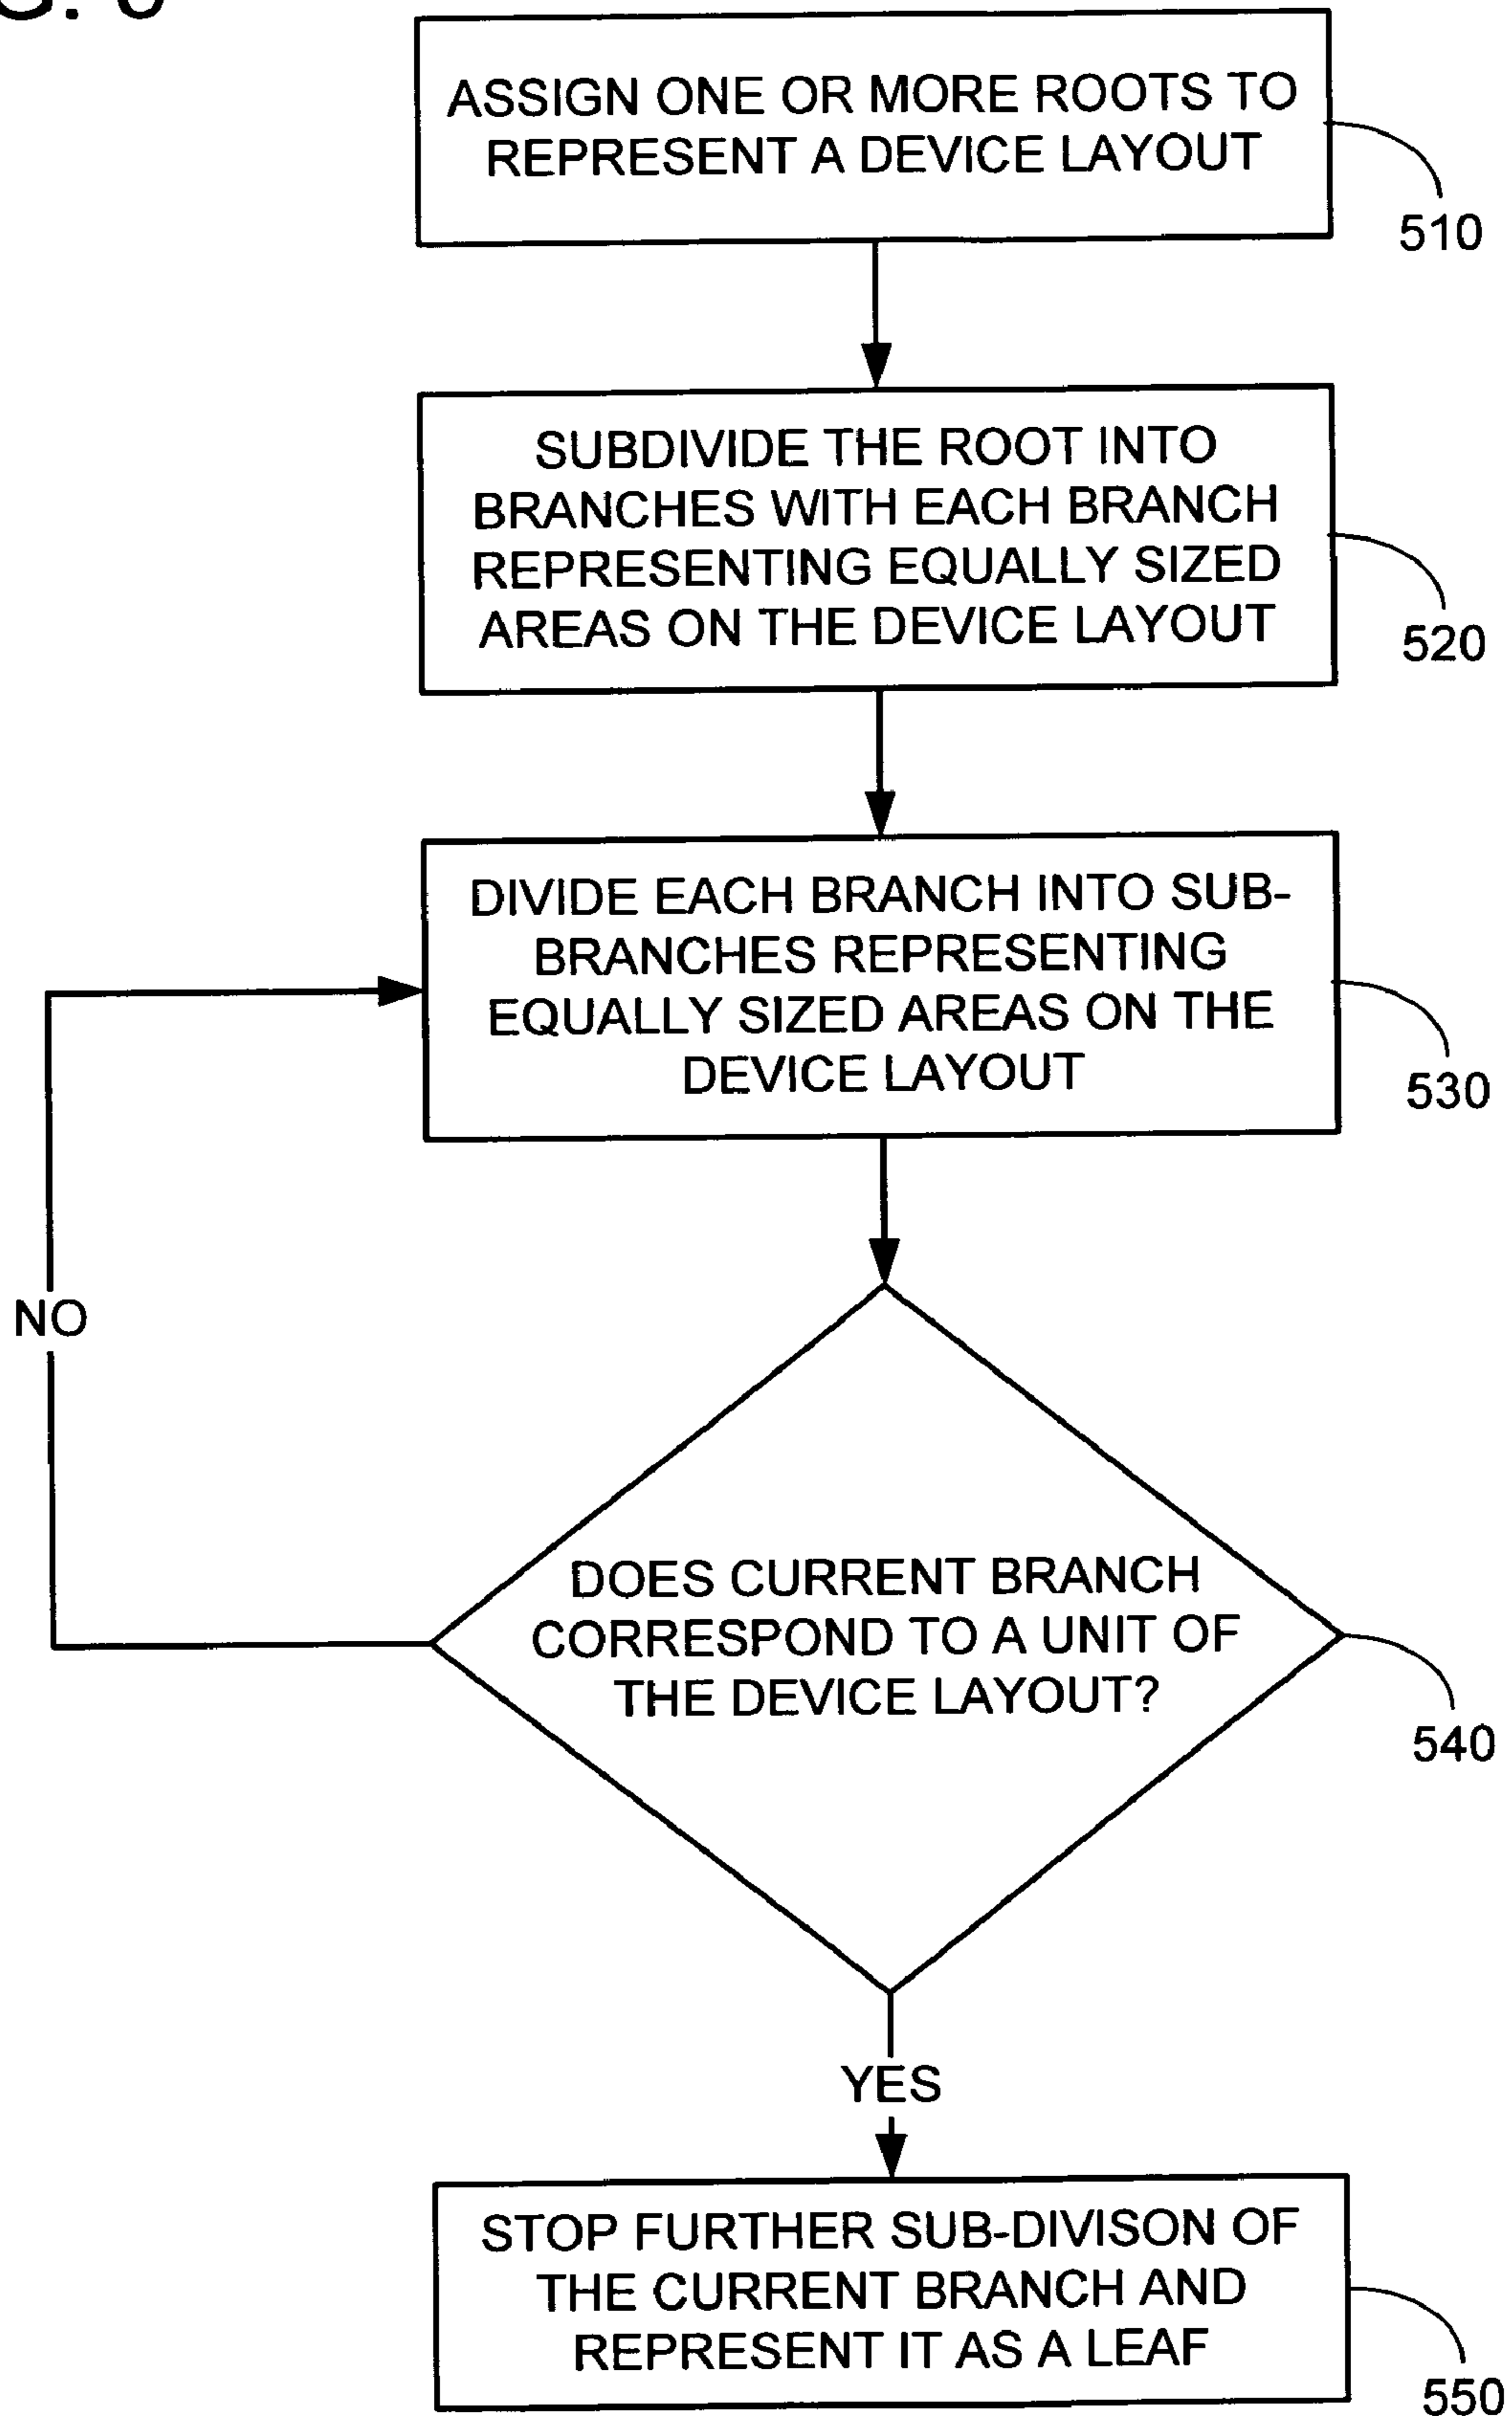 ASSIGN ONE OR MORE ROOTS TO
REPRESENT A DEVICE LAYOUT
510
SUBDIVIDE THE ROOT INTO
BRANCHES WITH EACH BRANCH
REPRESENTING EQUALLY SIZED
AREAS ON THE DEVICE LAYOUT
520
DIVIDE EACH BRANCH INTO SUB-
BRANCHES REPRESENTING
EQUALLY SIZED AREAS ON THE
DEVICE LAYOUT
530
NO
DOES CURRENT BRANCH
CORRESPOND TO A UNIT OF
THE DEVICE LAYOUT?
540
YES
STOP FURTHER SUB-DIVISON OF
THE CURRENT BRANCH AND
REPRESENT IT AS A LEAF
550